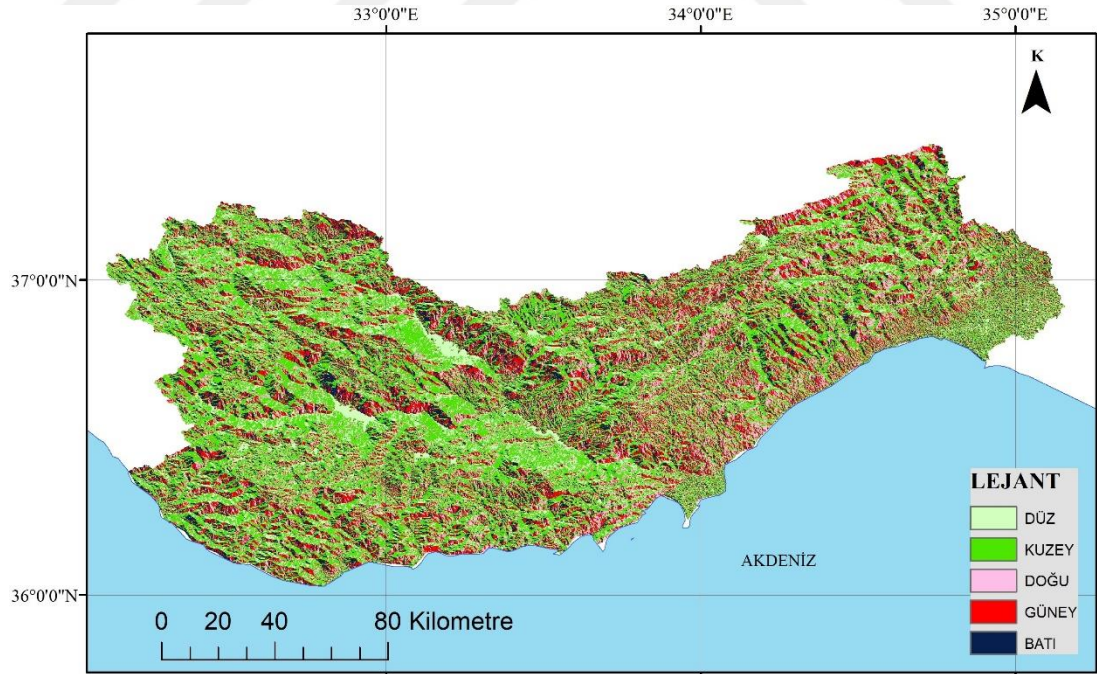 33°0'0"E 34°0'0"E 35°0'0"E
K
37°0'0"N
36°0'0"N
AKDENİZ
0 20 40 80 Kilometre
LEJANT
DÜZ
KUZEY
DOĞU
GÜNEY
BATI